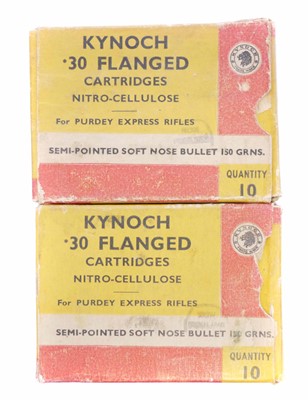 KYNOCH
·30 FLANGED
CARTRIDGES
NITRO-CELLULOSE
For PURDEY EXPRESS RIFLES
SEMI-POINTED SOFT NOSE BULLET 150 GRNS.
QUANTITY
10
KYNOCH
·30 FLANGED
CARTRIDGES
NITRO-CELLULOSE
For PURDEY EXPRESS RIFLES
SEMI-POINTED SOFT NOSE BULLET 150 GRNS.
QUANTITY
10